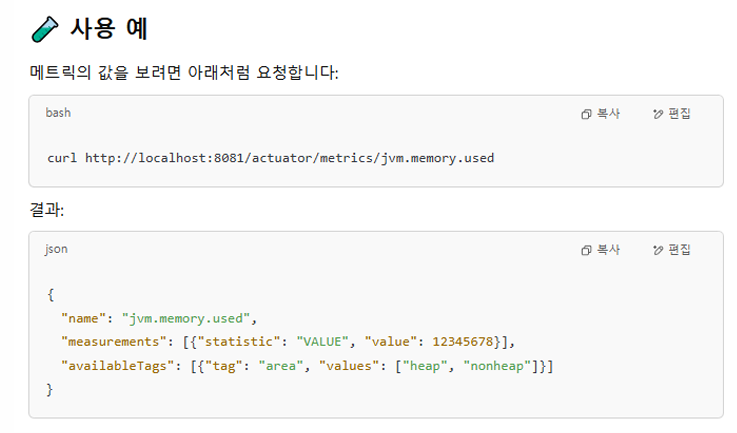 🧪 사용 예
메트릭의 값을 보려면 아래처럼 요청합니다:
bash 복사 편집
curl http://localhost:8081/actuator/metrics/jvm.memory.used
결과:
json 복사 편집
{
  "name": "jvm.memory.used",
  "measurements": [{"statistic": "VALUE", "value": 12345678}],
  "availableTags": [{"tag": "area", "values": ["heap", "nonheap"]}]
}